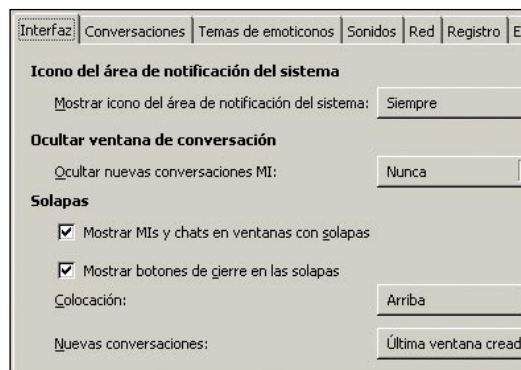 Interfaz Conversaciones Temas de emoticonos Sonidos Red Registro
Icono del área de notificación del sistema
Mostrar icono del área de notificación del sistema: Siempre
Ocultar ventana de conversación
Ocultar nuevas conversaciones MI: Nunca
Solapas
Mostrar MIs y chats en ventanas con solapas
Mostrar botones de cierre en las solapas
Colocación: Arriba
Nuevas conversaciones: Última ventana